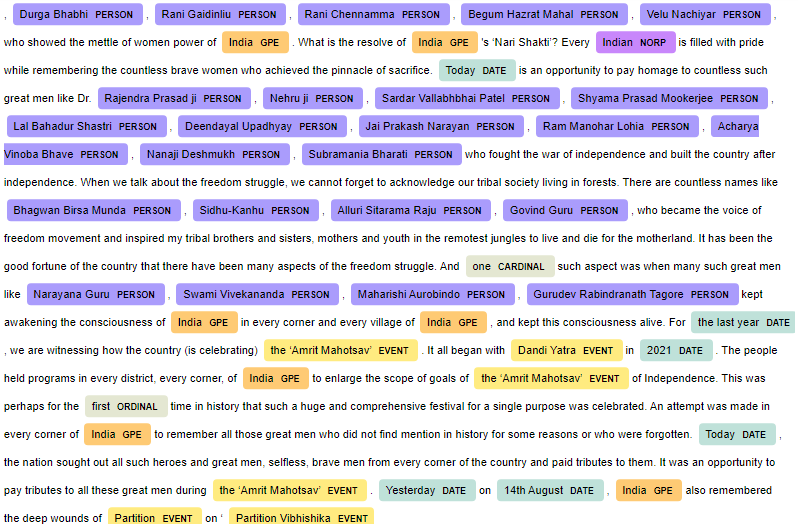 , Durga Bhabhi PERSON , Rani Gaidinliu PERSON , Rani Chennamma PERSON , Begum Hazrat Mahal PERSON , Velu Nachiyar PERSON ,
who showed the mettle of women power of India GPE . What is the resolve of India GPE 's ‘Nari Shakti’? Every Indian NORP is filled with pride
while remembering the countless brave women who achieved the pinnacle of sacrifice. Today DATE is an opportunity to pay homage to countless such
great men like Dr. Rajendra Prasad ji PERSON , Nehru ji PERSON , Sardar Vallabhbhai Patel PERSON , Shyama Prasad Mookerjee PERSON ,
Lal Bahadur Shastri PERSON , Deendayal Upadhyay PERSON , Jai Prakash Narayan PERSON , Ram Manohar Lohia PERSON , Acharya
Vinoba Bhave PERSON , Nanaji Deshmukh PERSON , Subramania Bharati PERSON who fought the war of independence and built the country after
independence. When we talk about the freedom struggle, we cannot forget to acknowledge our tribal society living in forests. There are countless names like
Bhagwan Birsa Munda PERSON , Sidhu-Kanhu PERSON , Alluri Sitarama Raju PERSON , Govind Guru PERSON , who became the voice of
freedom movement and inspired my tribal brothers and sisters, mothers and youth in the remotest jungles to live and die for the motherland. It has been the
good fortune of the country that there have been many aspects of the freedom struggle. And one CARDINAL such aspect was when many such great men
like Narayana Guru PERSON , Swami Vivekananda PERSON , Maharishi Aurobindo PERSON , Gurudev Rabindranath Tagore PERSON kept
awakening the consciousness of India GPE in every corner and every village of India GPE , and kept this consciousness alive. For the last year DATE
, we are witnessing how the country (is celebrating) the ‘Amrit Mahotsav’ EVENT . It all began with Dandi Yatra EVENT in 2021 DATE . The people
held programs in every district, every corner, of India GPE to enlarge the scope of goals of the ‘Amrit Mahotsav’ EVENT of Independence. This was
perhaps for the first ORDINAL time in history that such a huge and comprehensive festival for a single purpose was celebrated. An attempt was made in
every corner of India GPE to remember all those great men who did not find mention in history for some reasons or who were forgotten. Today DATE ,
the nation sought out all such heroes and great men, selfless, brave men from every corner of the country and paid tributes to them. It was an opportunity to
pay tributes to all these great men during the ‘Amrit Mahotsav’ EVENT . Yesterday DATE on 14th August DATE , India GPE also remembered
the deep wounds of Partition EVENT on ‘ Partition Vibhishika EVENT